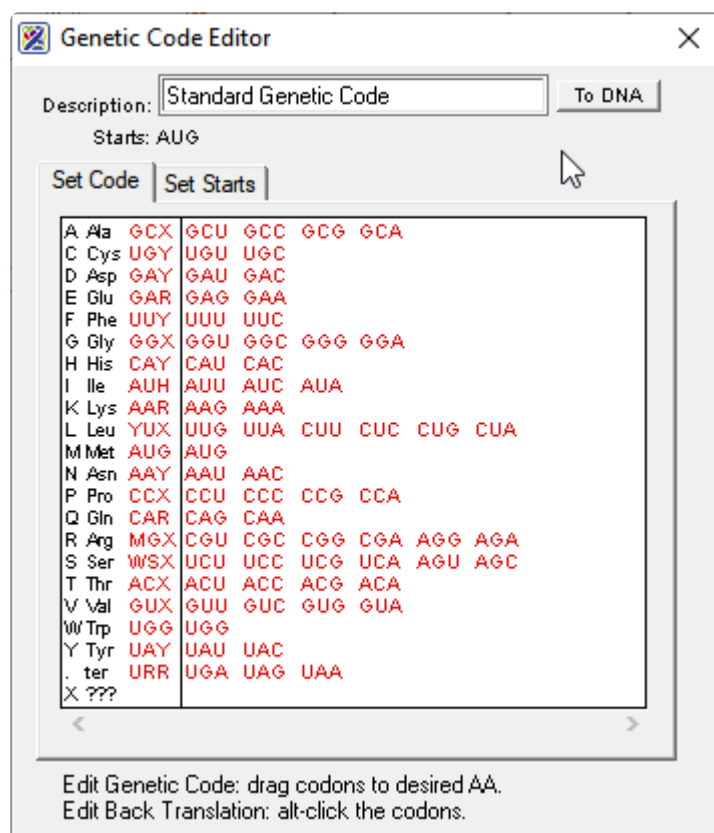 Genetic Code Editor
Description: Standard Genetic Code To DNA
Starts: AUG
Set Code Set Starts
A Ala GCX GCU GCC GCG GCA
C Cys UGY UGU UGC
D Asp GAY GAU GAC
E Glu GAR GAG GAA
F Phe UUY UUU UUC
G Gly GGX GGU GGC GGG GGA
H His CAY CAU CAC
I Ile AUH AUU AUC AUA
K Lys AAR AAG AAA
L Leu YUX UUG UUA CUU CUC CUG CUA
M Met AUG AUG
N Asn AAY AAU AAC
P Pro CCX CCU CCC CCG CCA
Q Gln CAR CAG CAA
R Arg MGX CGU CGC CGG CGA AGG AGA
S Ser WSX UCU UCC UCG UCA AGU AGC
T Thr ACX ACU ACC ACG ACA
V Val GUX GUU GUC GUG GUA
W Trp UGG UGG
Y Tyr UAY UAU UAC
. ter URR UGA UAG UAA
X ???
Edit Genetic Code: drag codons to desired AA.
Edit Back Translation: alt-click the codons.